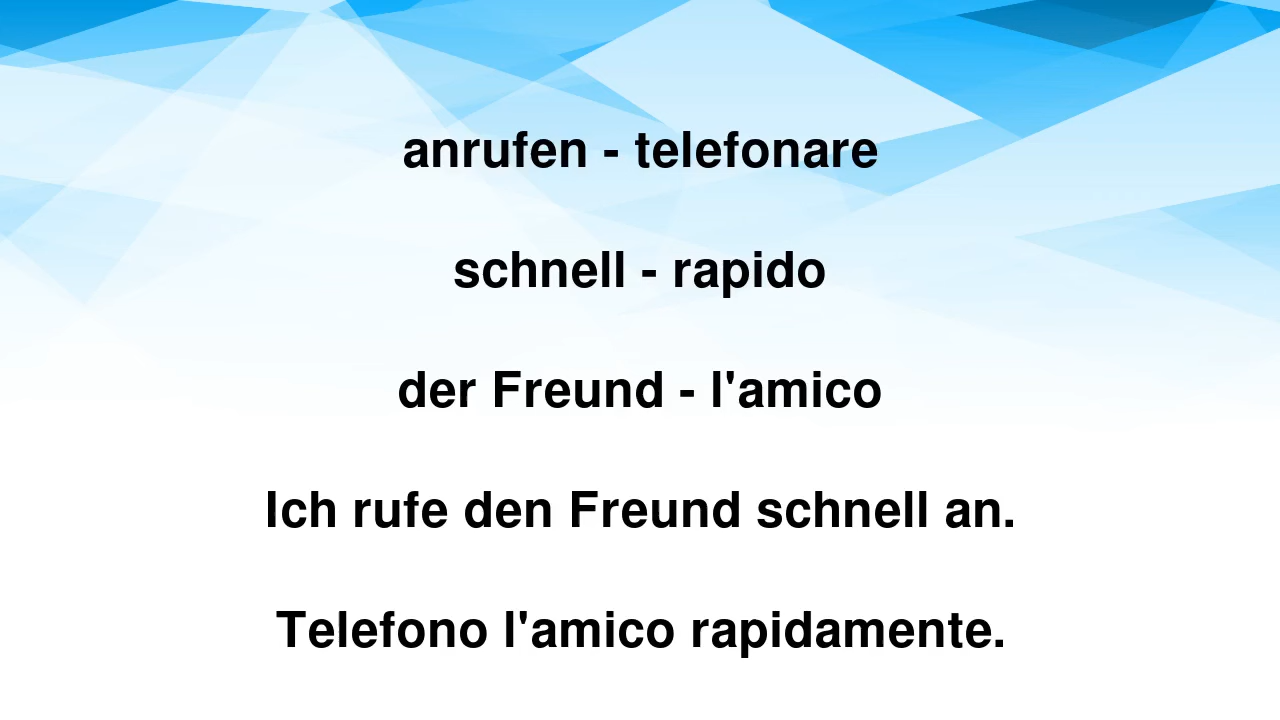 anrufen - telefonare
schnell - rapido
der Freund - l'amico
Ich rufe den Freund schnell an.
Telefono l'amico rapidamente.